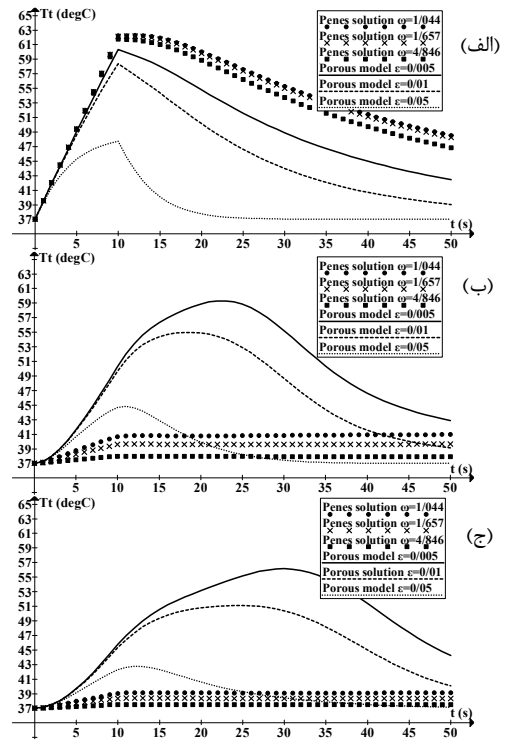 Tt (degC)
65
63
61
59
57
55
53
51
49
47
45
43
41
39
37
5 10 15 20 25 30 35 40 45 50
t (s)
Penes solution ω=1/044
Penes solution ω=1/657
Penes solution ω=4/846
Porous model ε=0/005
Porous model ε=0/01
Porous model ε=0/05
(الف)
Tt (degC)
63
61
59
57
55
53
51
49
47
45
43
41
39
37
5 10 15 20 25 30 35 40 45 50
t (s)
Penes solution ω=1/044
Penes solution ω=1/657
Penes solution ω=4/846
Porous model ε=0/005
Porous model ε=0/01
Porous model ε=0/05
(ب)
Tt (degC)
65
63
61
59
57
55
53
51
49
47
45
43
41
39
37
5 10 15 20 25 30 35 40 45 50
t (s)
Penes solution ω=1/044
Penes solution ω=1/657
Penes solution ω=4/846
Porous model ε=0/005
Porous solution ε=0/01
Porous model ε=0/05
(ج)